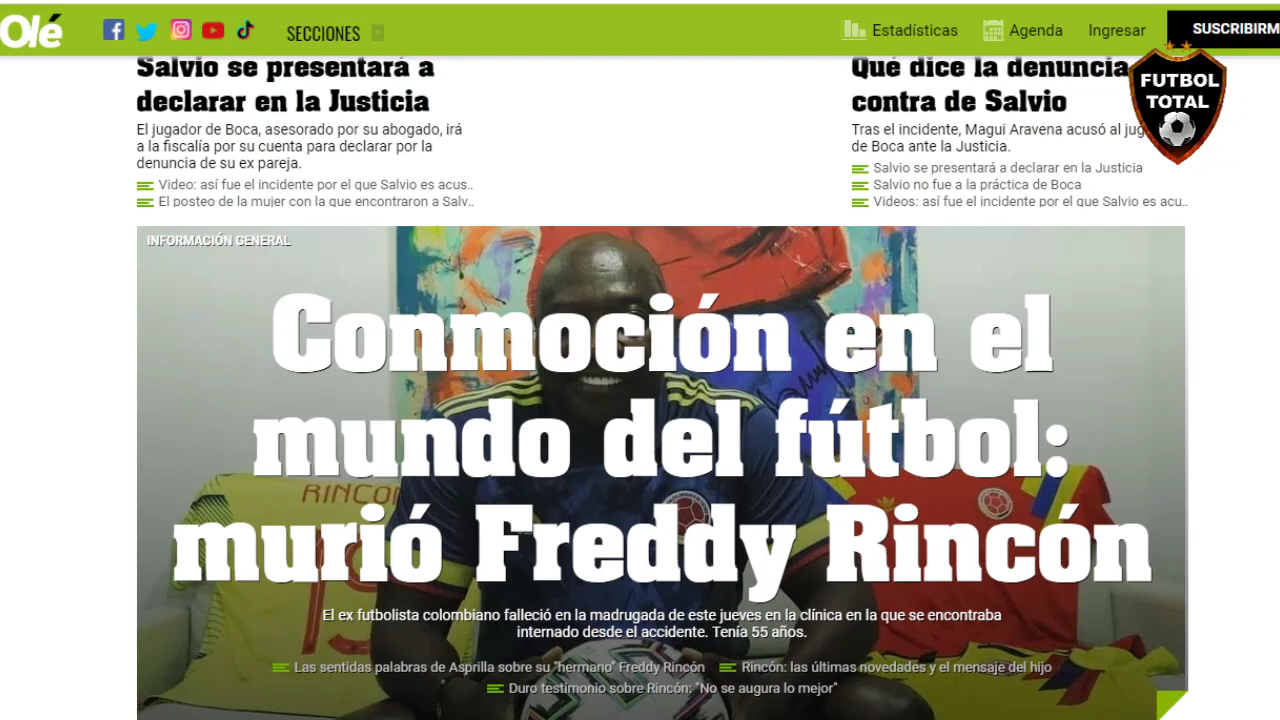 Olé
SECCIONES
Estadísticas
Agenda
Ingresar
SUSCRIBIRM
FUTBOL
TOTAL
Salvio se presentará a
declarar en la Justicia
El jugador de Boca, asesorado por su abogado, irá
a la fiscalía por su cuenta para declarar por la
denuncia de su ex pareja.
Video: así fue el incidente por el que Salvio es acus..
El posteo de la mujer con la que encontraron a Salv..
Qué dice la denuncia
contra de Salvio
Tras el incidente, Magui Aravena acusó al jug
de Boca ante la Justicia.
Salvio se presentará a declarar en la Justicia
Salvio no fue a la práctica de Boca
Videos: así fue el incidente por el que Salvio es acu..
INFORMACIÓN GENERAL
Conmoción en el
mundo del fútbol:
murió Freddy Rincón
RINCÓN
19
El ex futbolista colombiano falleció en la madrugada de este jueves en la clínica en la que se encontraba
internado desde el accidente. Tenía 55 años.
Las sentidas palabras de Asprilla sobre su "hermano" Freddy Rincón
Rincón: las últimas novedades y el mensaje del hijo
Duro testimonio sobre Rincón: "No se augura lo mejor"